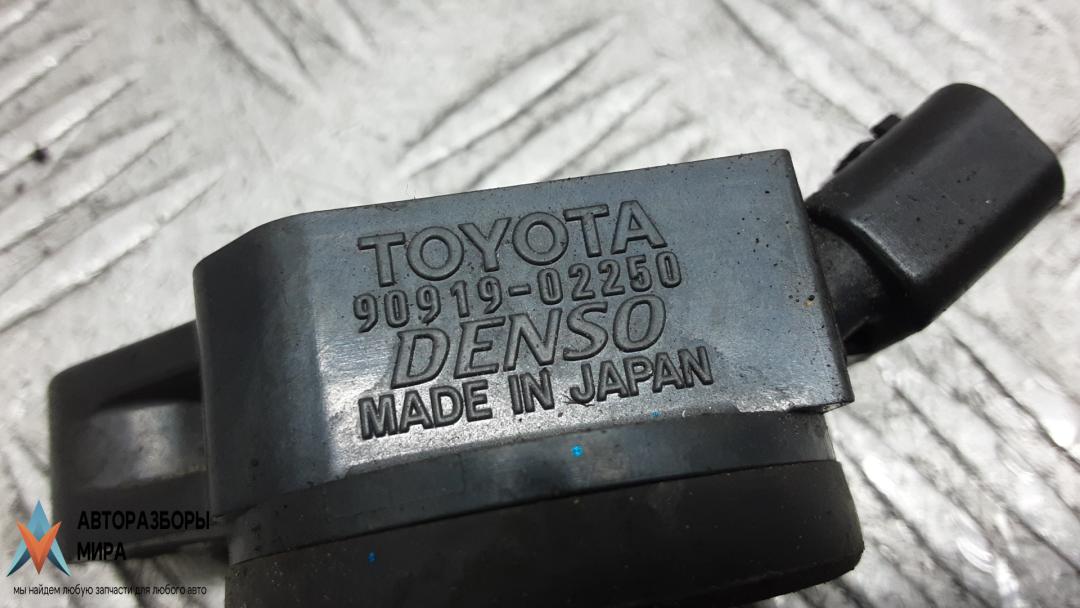 TOYOTA
90919-02250
DENSO
MADE IN JAPAN
АВТОРАЗБОРЫ
МИРА
мы найдем любую запчасти для любого авто